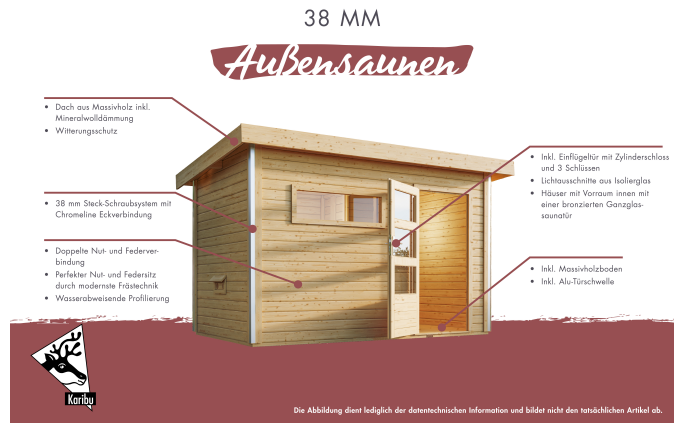 38 MM
Außensaunen
• Dach aus Massivholz inkl.
Mineralwolldämmung
• Witterungsschutz
• 38 mm Steck-Schraubsystem mit
Chromeline Eckverbindung
• Doppelte Nut- und Federver-
bindung
• Perfekter Nut- und Federsitz
durch modernste Frästechnik
• Wasserabweisende Profilierung
• Inkl. Einflügeltür mit Zylinderschloss
und 3 Schlüssen
• Lichtausschnitte aus Isolierglas
• Häuser mit Vorraum innen mit
einer bronzierten Ganzglas-
saunatür
• Inkl. Massivholzboden
• Inkl. Alu-Türschwelle
Karibu
Die Abbildung dient lediglich der datentechnischen Information und bildet nicht den tatsächlichen Artikel ab.